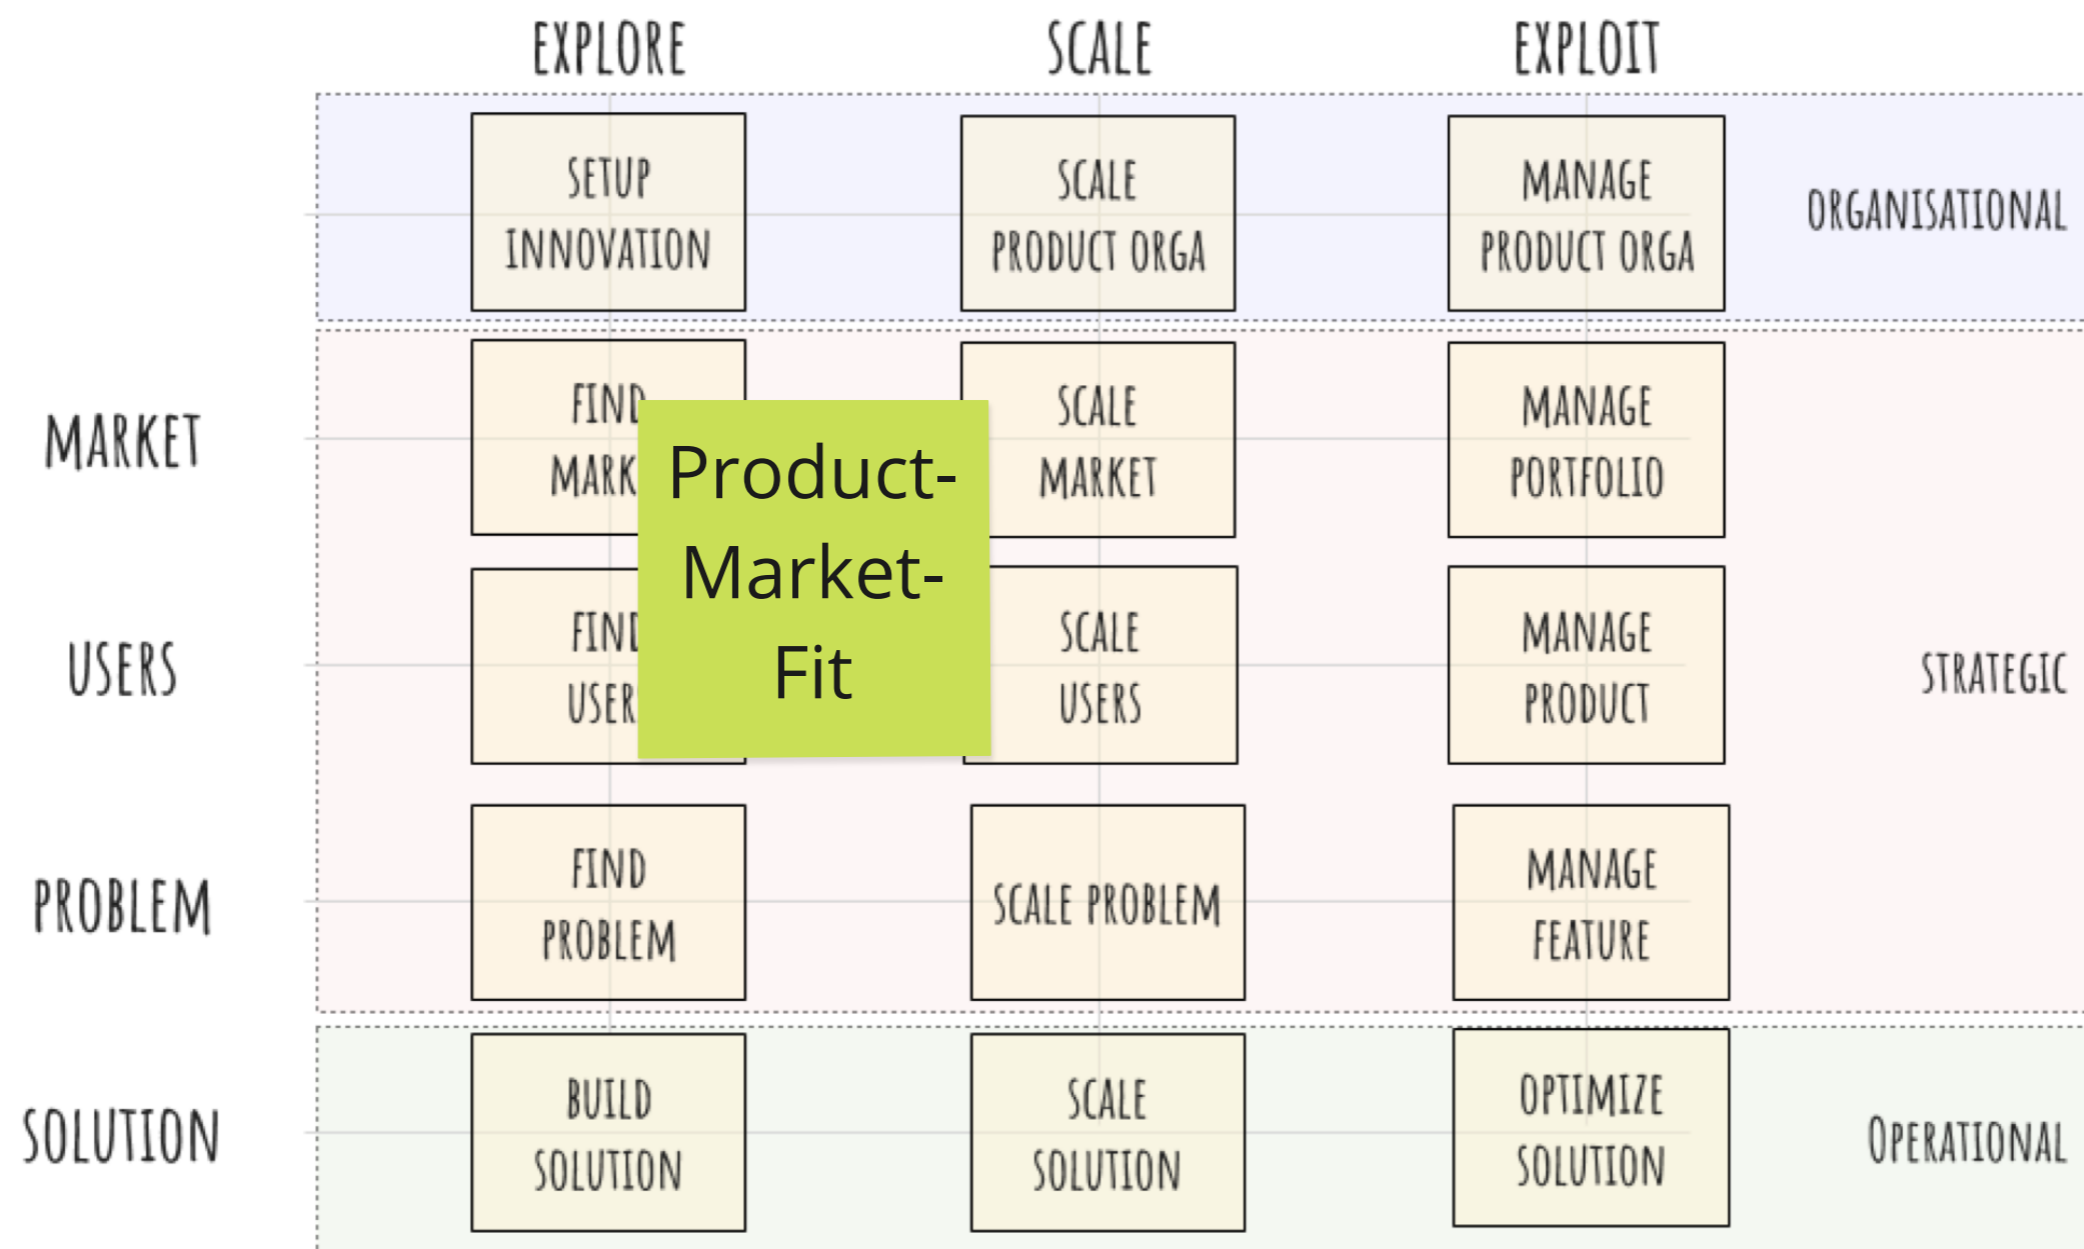 EXPLORE SCALE EXPLOIT
SETUP
INNOVATION
SCALE
PRODUCT ORGA
MANAGE
PRODUCT ORGA
ORGANISATIONAL
MARKET
FIND
MARK
SCALE
MARKET
MANAGE
PORTFOLIO
Product-
Market-
Fit
USERS
FIND
USER
SCALE
USERS
MANAGE
PRODUCT
STRATEGIC
PROBLEM
FIND
PROBLEM
SCALE PROBLEM
MANAGE
FEATURE
SOLUTION
BUILD
SOLUTION
SCALE
SOLUTION
OPTIMIZE
SOLUTION
OPERATIONAL